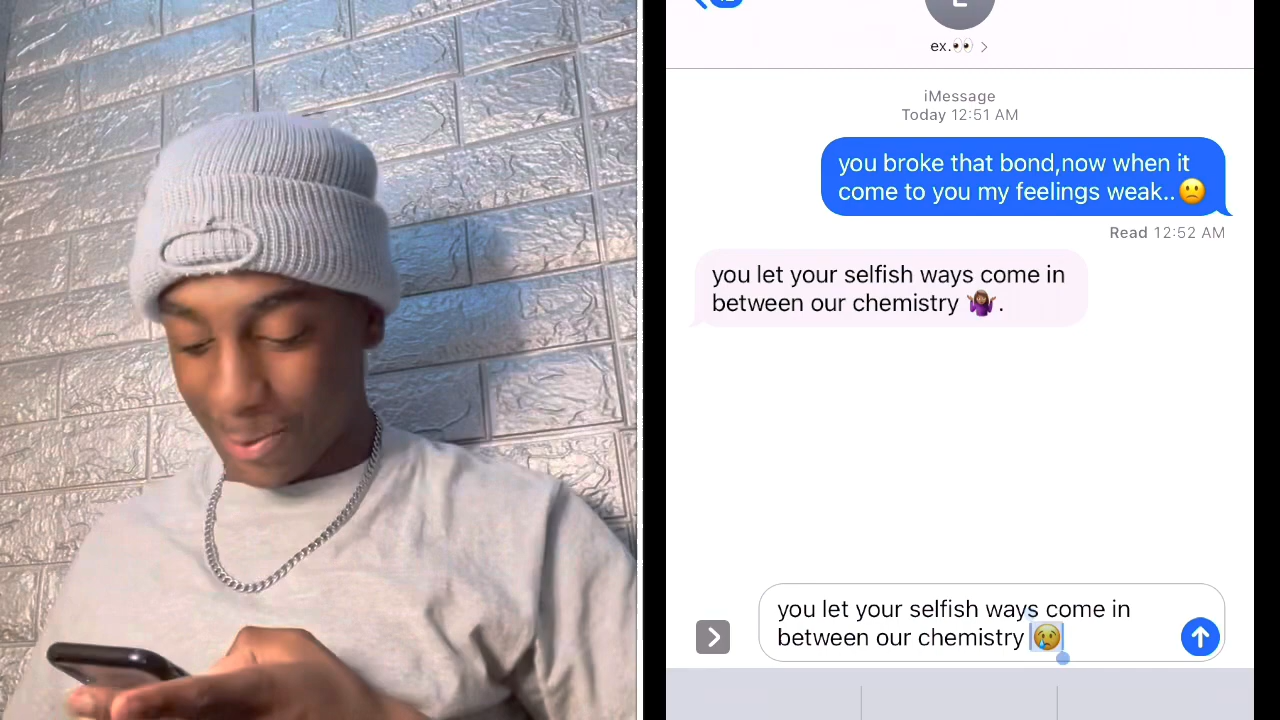 ex.👀 >
iMessage
Today 12:51 AM
you broke that bond,now when it
come to you my feelings weak..🙁
Read 12:52 AM
you let your selfish ways come in
between our chemistry 🤷🏽‍♀️.
you let your selfish ways come in
between our chemistry 😢